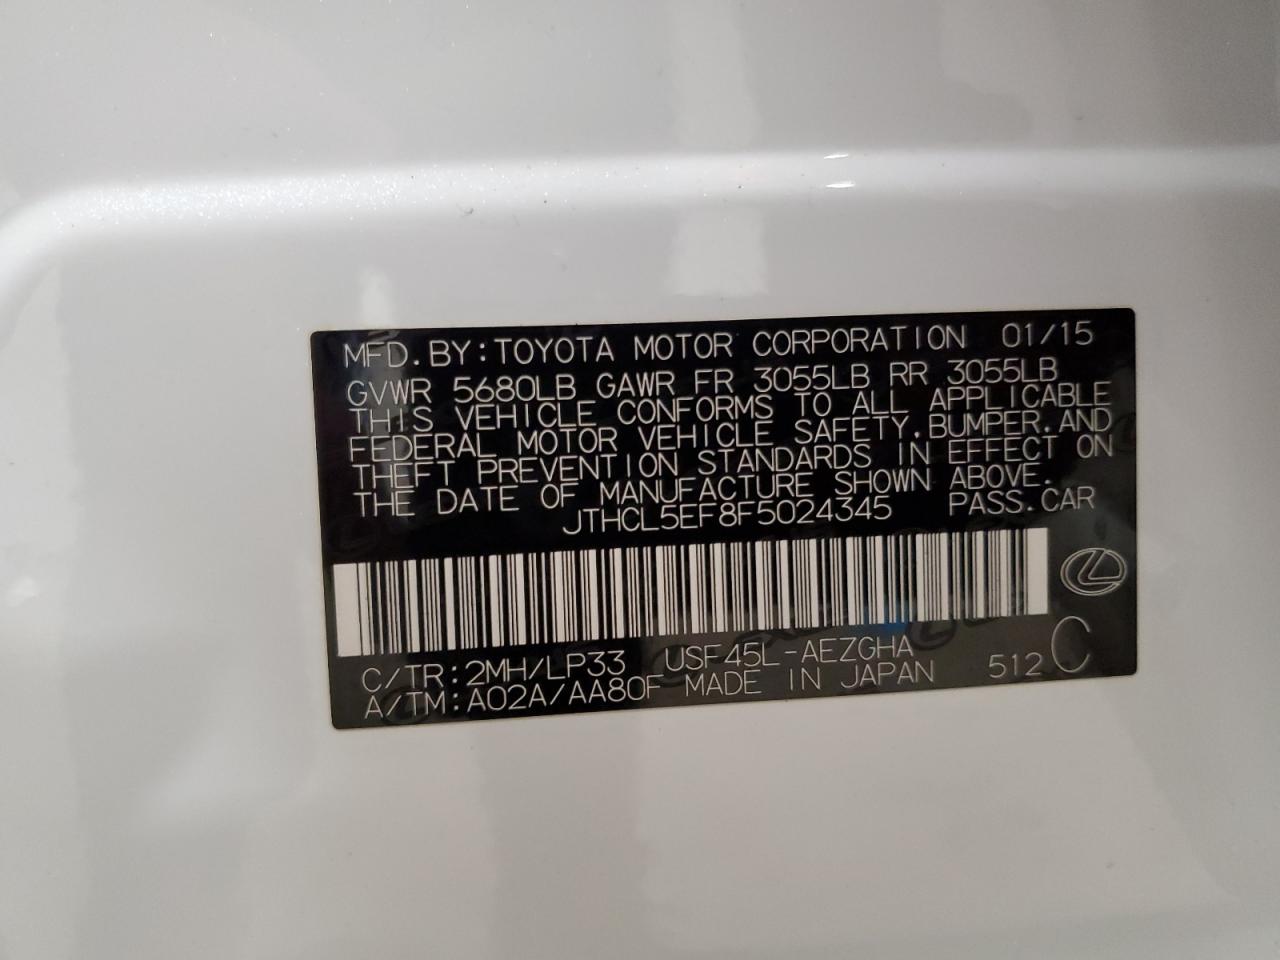 MFD.BY:TOYOTA MOTOR CORPORATION 01/15
GVWR 5680LB GAWR FR 3055LB RR 3055LB
THIS VEHICLE CONFORMS TO ALL APPLICABLE
FEDERAL MOTOR VEHICLE SAFETY.BUMPER.AND
THEFT PREVENTION STANDARDS IN EFFECT ON
THE DATE OF MANUFACTURE SHOWN ABOVE.
JTHCL5EF8F5024345 PASS.CAR
C/TR:2MH/LP33 USF45L-AEZGHA
A/TM:A02A/AA80F MADE IN JAPAN 512 C